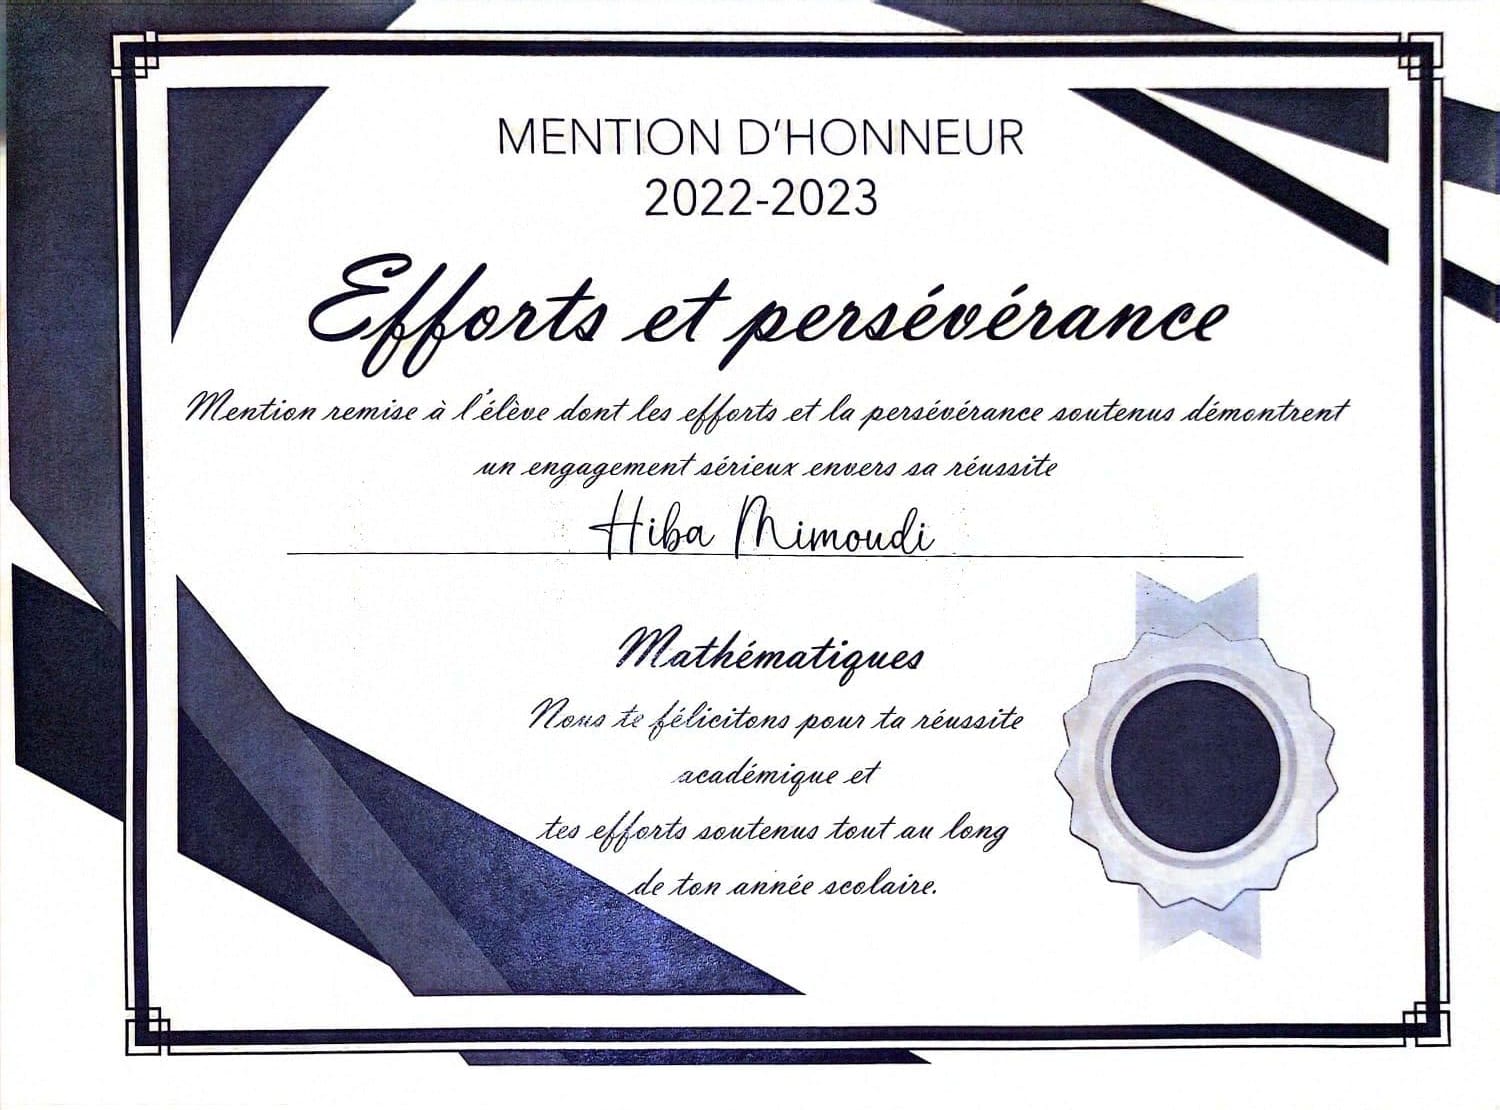 MENTION D'HONNEUR
2022-2023
Efforts et persévérance
Mention remise à l'élève dont les efforts et la persévérance soutenus démontrent
un engagement sérieux envers sa réussite
Hiba Mimoudi
Mathématiques
Nous te félicitons pour ta réussite
académique et
tes efforts soutenus tout au long
de ton année scolaire.